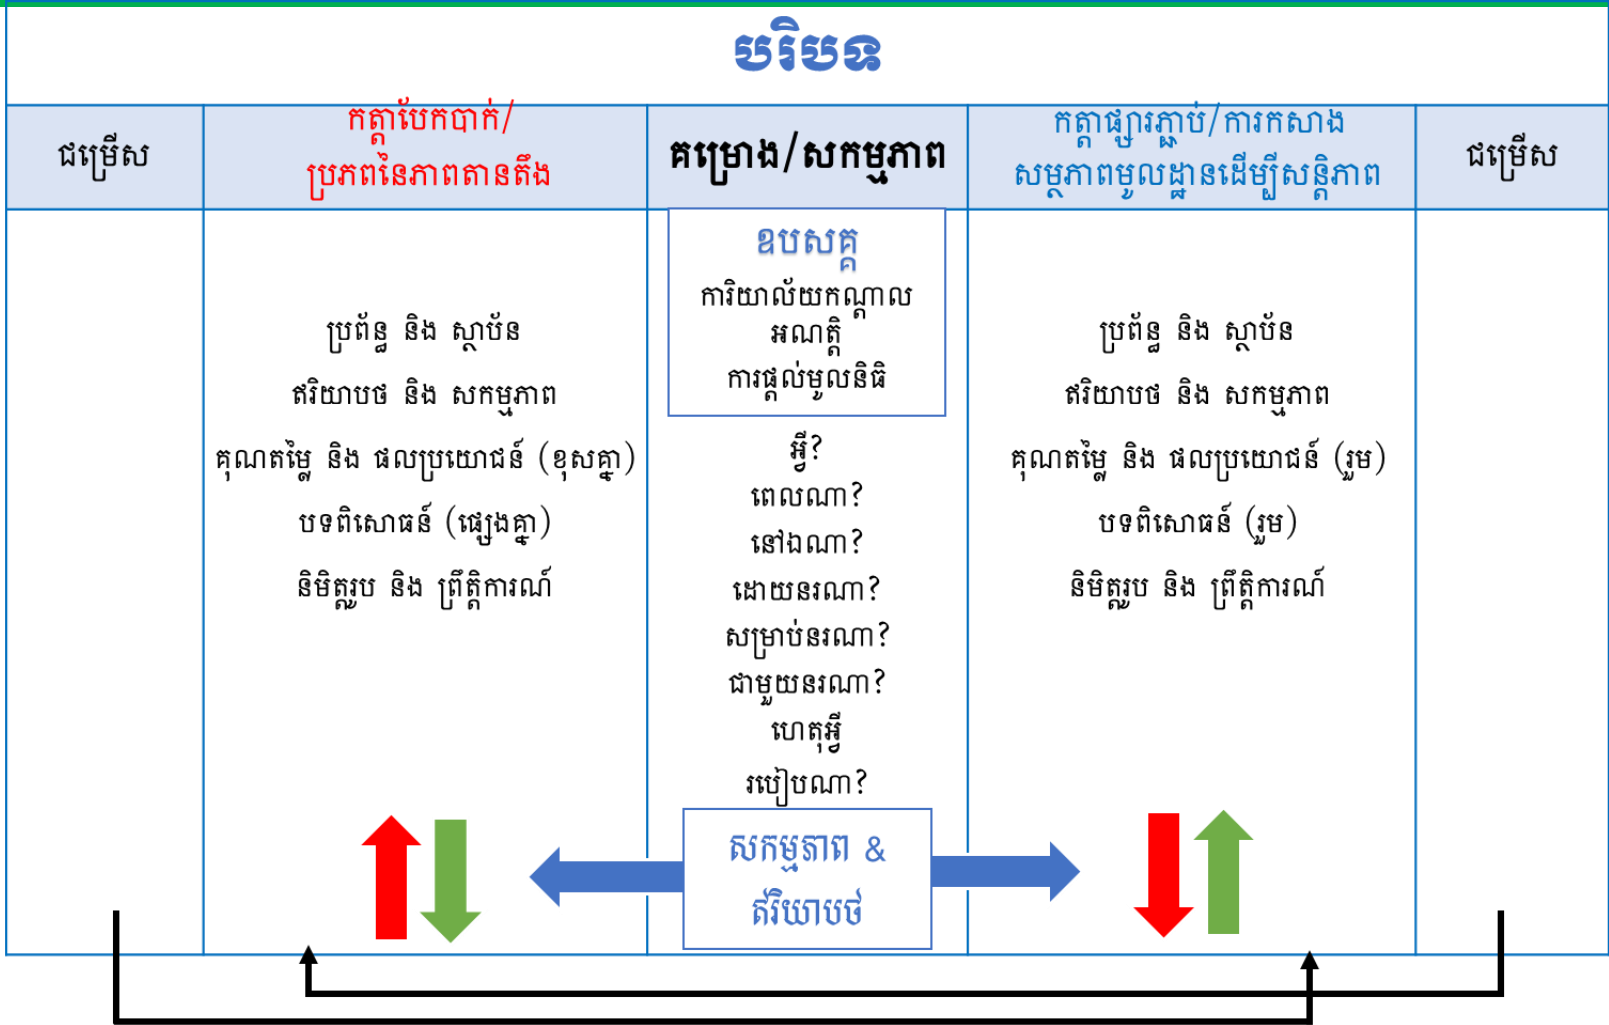 បរិបទ
ជម្រើស
កត្តាបែកបាក់/
ប្រភពនៃភាពតានតឹង
គម្រោង/សកម្មភាព
កត្តាផ្សារភ្ជាប់/ការកសាង
សម្ថភាពមូលដ្ឋានដើម្បីសន្តិភាព
ជម្រើស
ប្រព័ន្ធ និង ស្ថាប័ន
ឥរិយាបថ និង សកម្មភាព
គុណតម្លៃ និង ផលប្រយោជន៍ (ខុសគ្នា)
បទពិសោធន៍ (ផ្សេងគ្នា)
និមិត្តរូប និង ព្រឹត្តិការណ៍
ឧបសគ្គ
ការិយាល័យកណ្តាល
អណត្តិ
ការផ្តល់មូលនិធិ
អ្វី?
ពេលណា?
នៅឯណា?
ដោយនរណា?
សម្រាប់នរណា?
ជាមួយនរណា?
ហេតុអ្វី
របៀបណា?
សកម្មភាព &
ឥរិយាបថ
ប្រព័ន្ធ និង ស្ថាប័ន
ឥរិយាបថ និង សកម្មភាព
គុណតម្លៃ និង ផលប្រយោជន៍ (រួម)
បទពិសោធន៍ (រួម)
និមិត្តរូប និង ព្រឹត្តិការណ៍